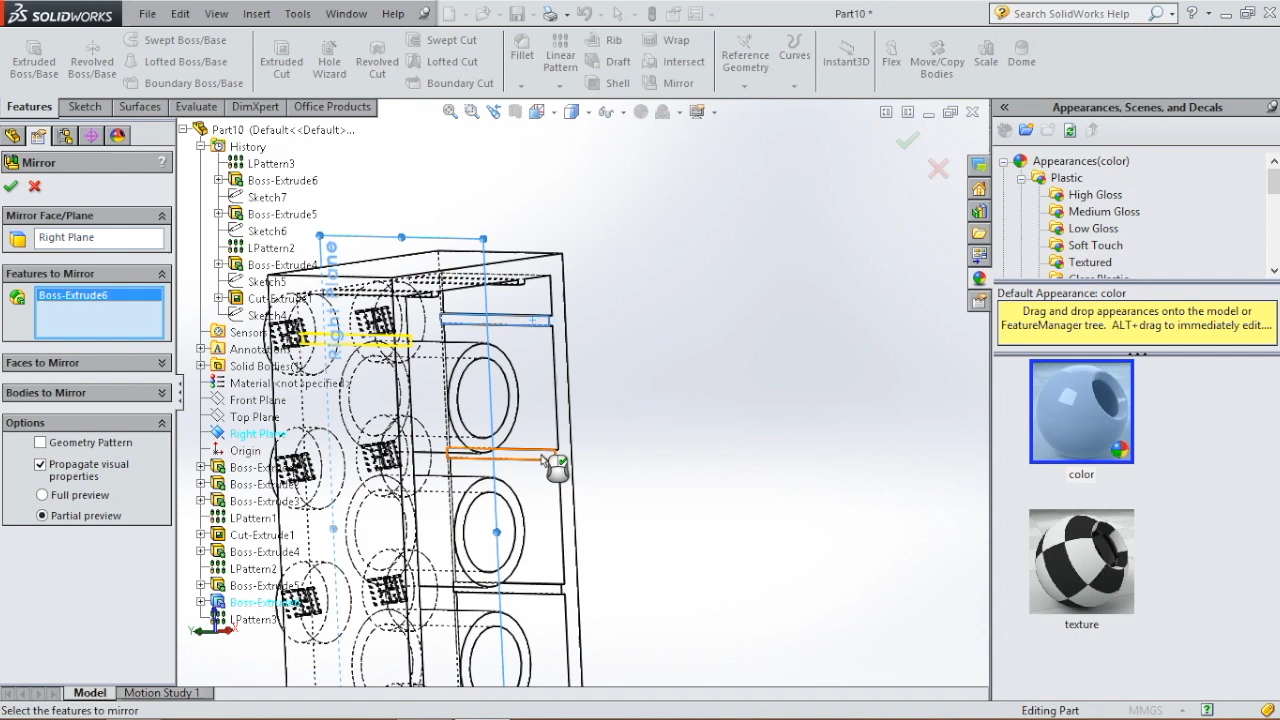 SOLIDWORKS
File Edit View Insert Tools Window Help
Part10 *
Search SolidWorks Help
Extruded Boss/Base
Revolved Boss/Base
Swept Boss/Base
Lofted Boss/Base
Boundary Boss/Base
Extruded Cut
Hole Wizard
Revolved Cut
Swept Cut
Lofted Cut
Boundary Cut
Fillet
Linear Pattern
Rib
Draft
Shell
Wrap
Intersect
Mirror
Reference Geometry
Curves
Instant3D
Flex
Move/Copy Bodies
Scale
Dome
Features Sketch Surfaces Evaluate DimXpert Office Products
Mirror
?
Mirror Face/Plane
Right Plane
Features to Mirror
Boss-Extrude6
Faces to Mirror
Bodies to Mirror
Options
Geometry Pattern
Propagate visual properties
Full preview
Partial preview
Part10 (Default<<Default>...
History
LPattern3
Boss-Extrude6
Sketch7
Boss-Extrude5
Sketch6
LPattern2
Boss-Extrude4
Sketch5
Sketch4
Origin
Front Plane
Top Plane
Right Plane
Material <not specified>
LPattern1
Cut-Extrude1
Boss-Extrude4
LPattern2
LPattern3
Right Plane
Appearances, Scenes, and Decals
Appearances(color)
Plastic
High Gloss
Medium Gloss
Low Gloss
Soft Touch
Textured
Default Appearance: color
Drag and drop appearances onto the model or
FeatureManager tree. ALT+drag to immediately edit....
color
texture
Model Motion Study 1
Select the features to mirror
Editing Part
MMGS